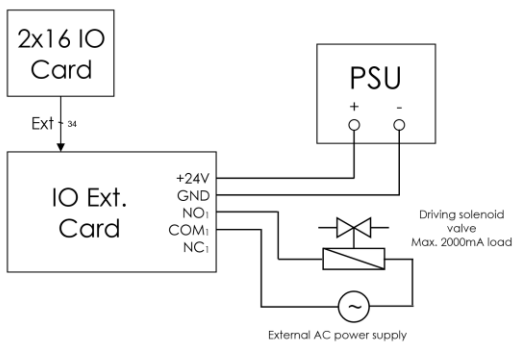 2x16 IO
Card
Ext
34
PSU
+
-
IO Ext.
Card
+24V
GND
NO1
COM1
NC1
Driving solenoid
valve
Max. 2000mA load
~
External AC power supply